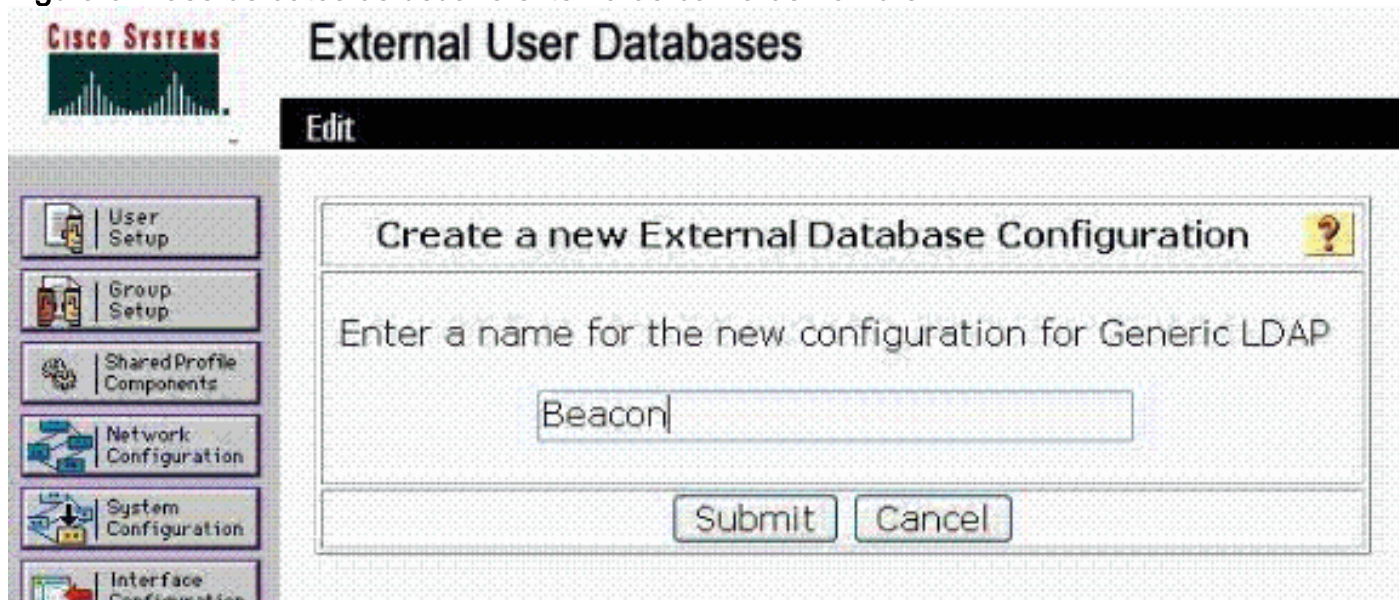 CISCO SYSTEMS
External User Databases
Edit
User
Setup
Group
Setup
Shared Profile
Components
Network
Configuration
System
Configuration
Interface
Configuration
Create a new External Database Configuration
?
Enter a name for the new configuration for Generic LDAP
Beacon
Submit
Cancel